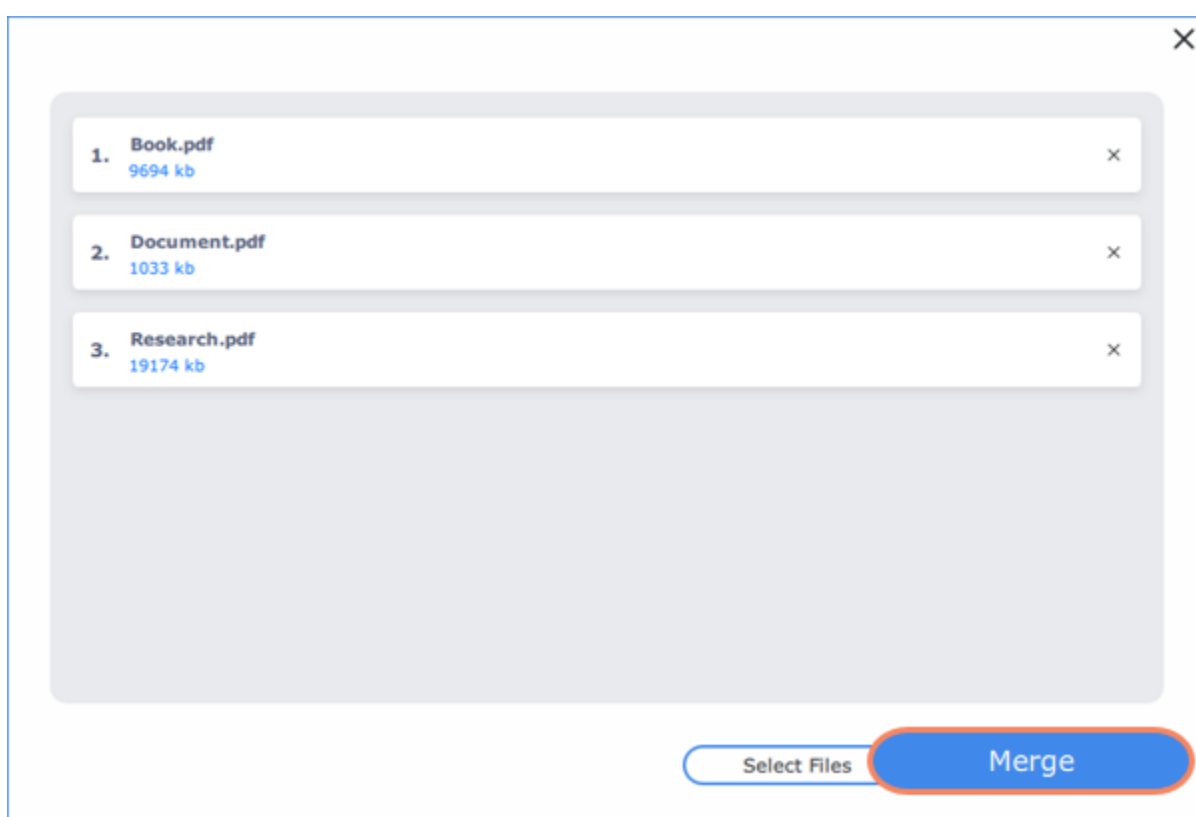 1. Book.pdf
9694 kb
2. Document.pdf
1033 kb
3. Research.pdf
19174 kb
Select Files Merge